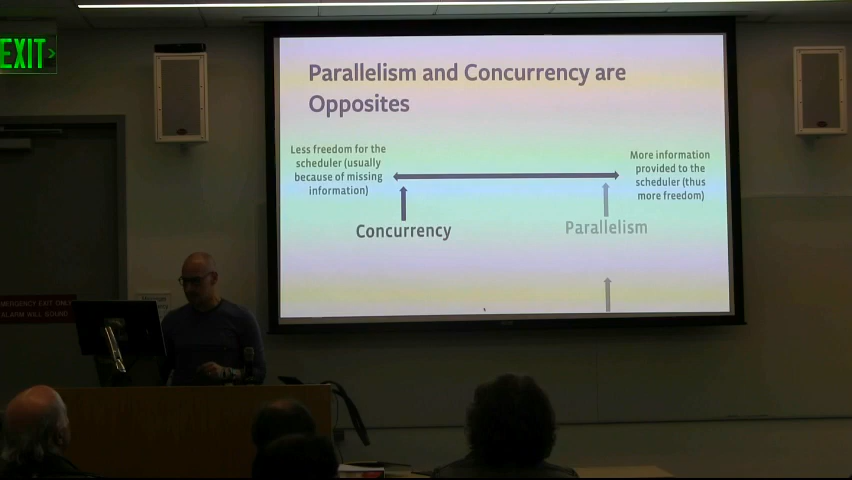 EXIT
Parallelism and Concurrency are
Opposites
Less freedom for the
scheduler (usually
because of missing
information)
More information
provided to the
scheduler (thus
more freedom)
Concurrency
Parallelism
EMERGENCY EXIT ONLY
ALARM WILL SOUND